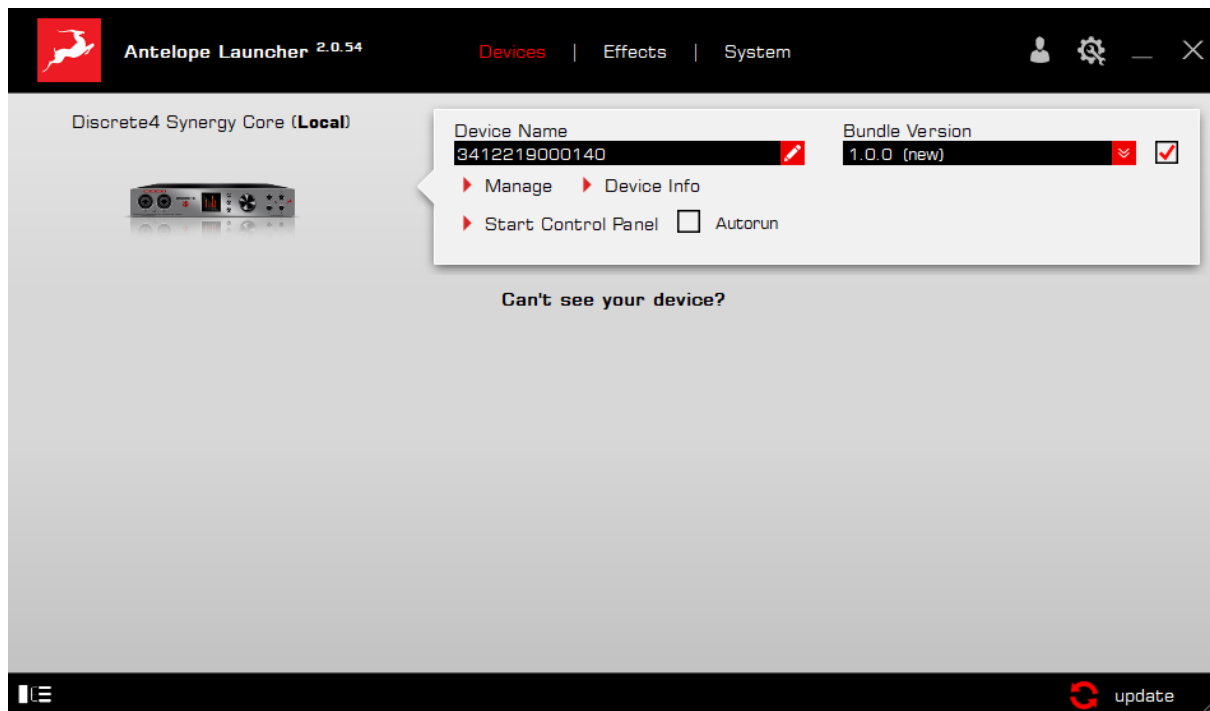 Antelope Launcher 2.0.54
Devices | Effects | System
Discrete4 Synergy Core (Local)
Device Name
3412219000140
Manage Device Info
Start Control Panel Autorun
Bundle Version
1.0.0 (new)
Can't see your device?
update